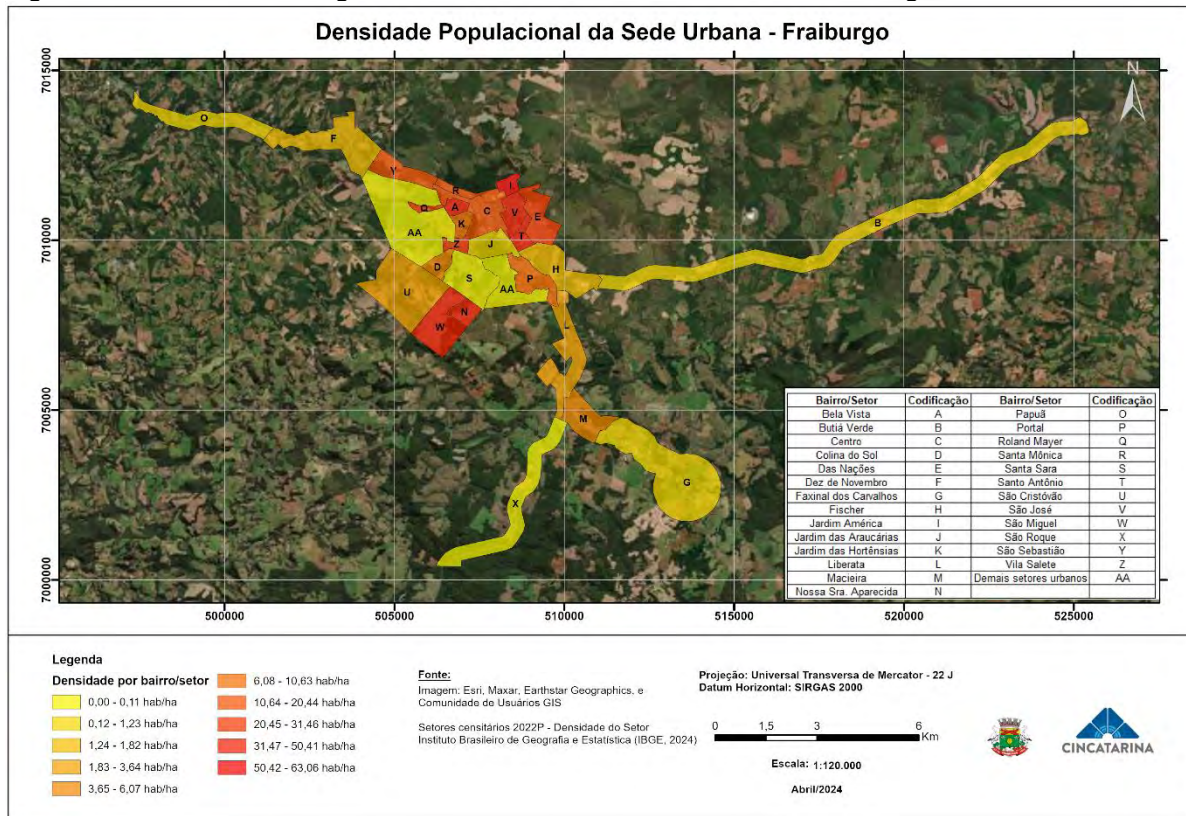 Densidade Populacional da Sede Urbana - Fraiburgo
7015000
7010000
7005000
7000000
N
O
F
Y
R
I
A
C
V
E
Q
K
T
AA
Z
J
B
D
H
S
P
AA
U
N
W
L
M
G
X
Bairro/Setor Codificação Bairro/Setor Codificação
Bela Vista A Papuã O
Butiá Verde B Portal P
Centro C Roland Mayer Q
Colina do Sol D Santa Mônica R
Das Nações E Santa Sara S
Dez de Novembro F Santo Antônio T
Faxinal dos Carvalhos G São Cristóvão U
Fischer H São José V
Jardim América I São Miguel W
Jardim das Araucárias J São Roque X
Jardim das Hortênsias K São Sebastião Y
Liberata L Vila Salete Z
Macieira M Demais setores urbanos AA
Nossa Sra. Aparecida N
500000 505000 510000 515000 520000 525000
Legenda
Densidade por bairro/setor
0,00 - 0,11 hab/ha
0,12 - 1,23 hab/ha
1,24 - 1,82 hab/ha
1,83 - 3,64 hab/ha
3,65 - 6,07 hab/ha
6,08 - 10,63 hab/ha
10,64 - 20,44 hab/ha
20,45 - 31,46 hab/ha
31,47 - 50,41 hab/ha
50,42 - 63,06 hab/ha
Fonte:
Imagem: Esri, Maxar, Earthstar Geographics, e
Comunidade de Usuários GIS
Setores censitários 2022P - Densidade do Setor
Instituto Brasileiro de Geografia e Estatística (IBGE, 2024)
Projeção: Universal Transversa de Mercator - 22 J
Datum Horizontal: SIRGAS 2000
0 1,5 3 6
Km
Escala: 1:120.000
Abril/2024
CINCATARINA